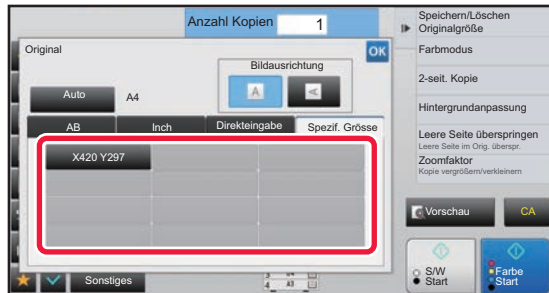 Anzahl Kopien 1
Original
OK
Bildausrichtung
A
A
Auto
A4
AB
Inch
Direkteingabe
Spezif. Grösse
X420 Y297
Sonstiges
4 A3
Speichern/Löschen
Originalgröße
Farbmodus
2-seit. Kopie
Hintergrundanpassung
Leere Seite überspringen
Leere Seite im Orig. überspr.
Zoomfaktor
Kopie vergrößern/verkleinern
Vorschau
CA
S/W
Start
Farbe
Start